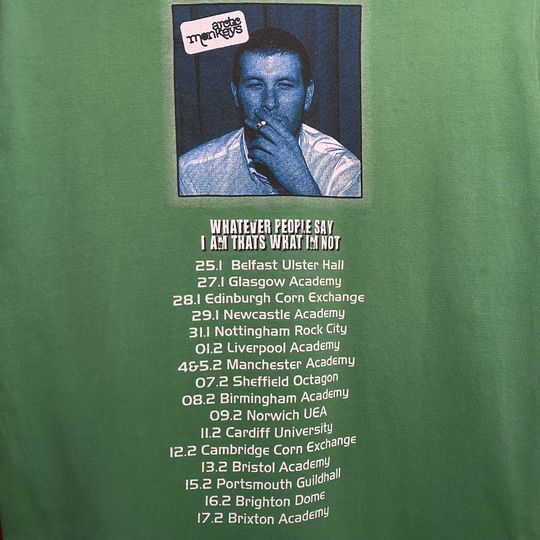 arctic
monkeys
WHATEVER PEOPLE SAY
I AM THATS WHAT IM NOT
25.1 Belfast Ulster Hall
27.1 Glasgow Academy
28.1 Edinburgh Corn Exchange
29.1 Newcastle Academy
31.1 Nottingham Rock City
01.2 Liverpool Academy
4&5.2 Manchester Academy
07.2 Sheffield Octagon
08.2 Birmingham Academy
09.2 Norwich UEA
11.2 Cardiff University
12.2 Cambridge Corn Exchange
13.2 Bristol Academy
15.2 Portsmouth Guildhall
16.2 Brighton Dome
17.2 Brixton Academy